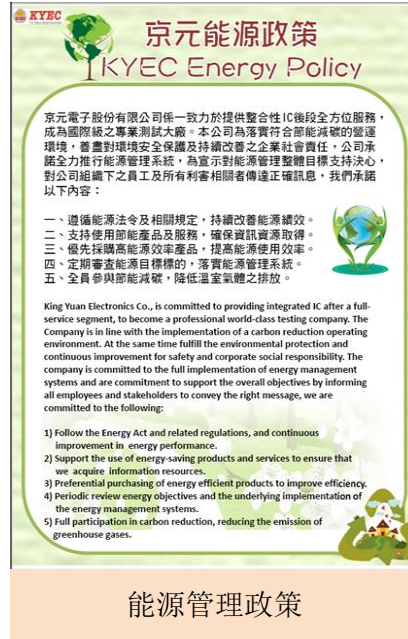 KYEC
京元能源政策
KYEC Energy Policy
京元電子股份有限公司係一致力於提供整合性IC後段全方位服務，
成為國際級之專業測試大廠。本公司為落實符合節能減碳的營運
環境，善盡對環境安全保護及持續改善之企業社會責任，公司承
諾全力推行能源管理系統，為宣示對能源管理整體目標支持決心，
對公司組織下之員工及所有利害相關者傳達正確訊息，我們承諾
以下內容：
一、遵循能源法令及相關規定，持續改善能源績效。
二、支持使用節能產品及服務，確保資訊資源取得。
三、優先採購高能源效率產品，提高能源使用效率。
四、定期審查能源目標標的，落實能源管理系統。
五、全員參與節能減碳，降低溫室氣體之排放。
King Yuan Electronics Co., is committed to providing integrated IC after a full-
service segment, to become a professional world-class testing company. The
Company is in line with the implementation of a carbon reduction operating
environment. At the same time fulfill the environmental protection and
continuous improvement for safety and corporate social responsibility. The
company is committed to the full implementation of energy management
systems and are commitment to support the overall objectives by informing
all employees and stakeholders to convey the right message, we are
committed to the following:
1) Follow the Energy Act and related regulations, and continuous
improvement in energy performance.
2) Support the use of energy-saving products and services to ensure that
we acquire information resources.
3) Preferential purchasing of energy efficient products to improve efficiency.
4) Periodic review energy objectives and the underlying implementation of
the energy management systems.
5) Full participation in carbon reduction, reducing the emission of
greenhouse gases.
能源管理政策